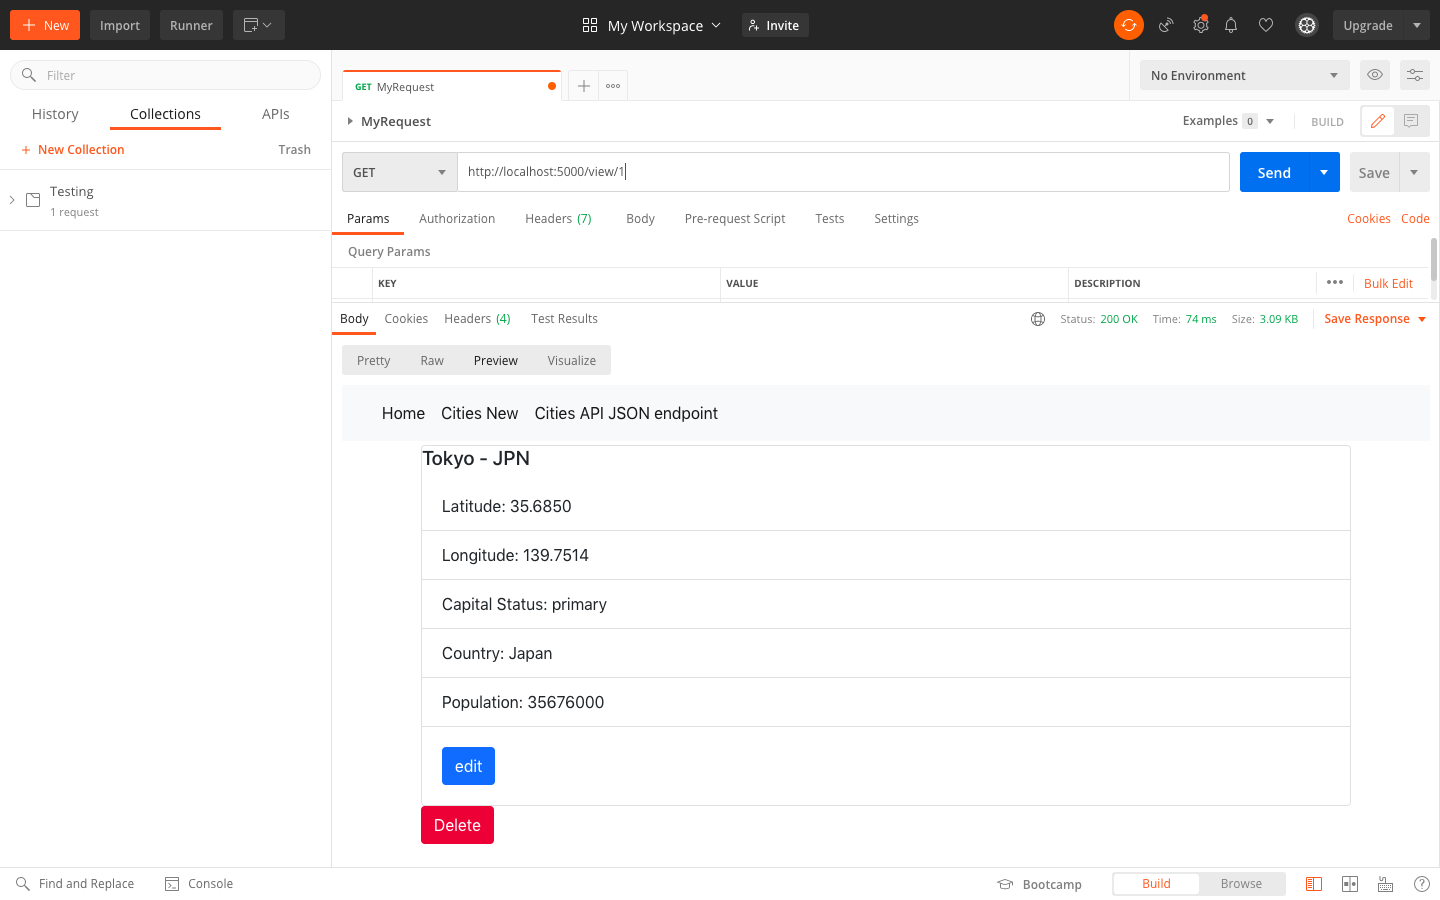 New Import Runner My Workspace Invite Upgrade
Filter
GET MyRequest No Environment
History Collections APIs
MyRequest Examples 0 BUILD
+ New Collection Trash
Testing
1 request
GET http://localhost:5000/view/1 Send Save
Params Authorization Headers (7) Body Pre-request Script Tests Settings Cookies Code
Query Params
KEY VALUE DESCRIPTION Bulk Edit
Body Cookies Headers (4) Test Results Status: 200 OK Time: 74 ms Size: 3.09 KB Save Response
Pretty Raw Preview Visualize
Home Cities New Cities API JSON endpoint
Tokyo - JPN
Latitude: 35.6850
Longitude: 139.7514
Capital Status: primary
Country: Japan
Population: 35676000
edit
Delete
Find and Replace Console Bootcamp Build Browse